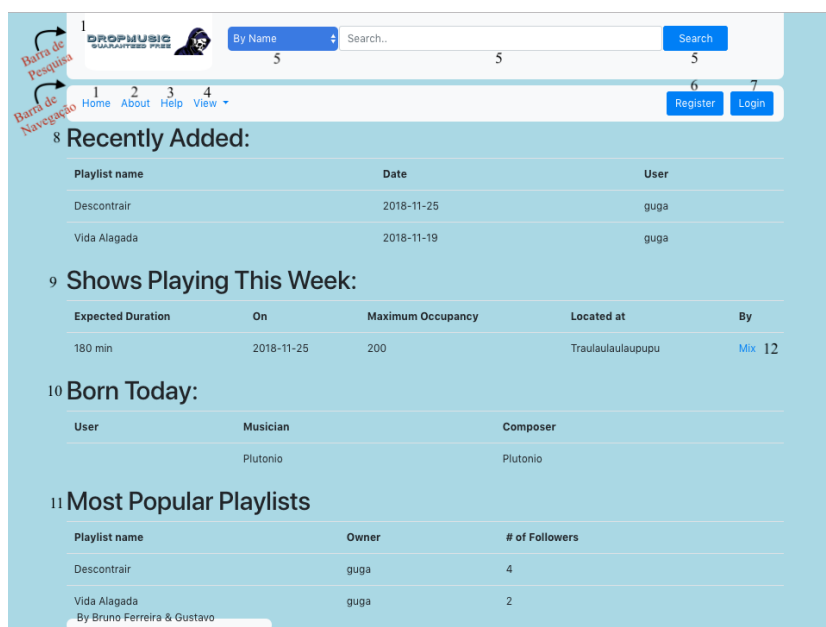 1
DROPMUSIC
GUARANTEED FREE
By Name
Search..
Search
5 5 5
Barra de
Pesquisa
1 2 3 4 6 7
Home About Help View Register Login
Barra de
Navegação
8 Recently Added:
Playlist name Date User
Descontrair 2018-11-25 guga
Vida Alagada 2018-11-19 guga
9 Shows Playing This Week:
Expected Duration On Maximum Occupancy Located at By
180 min 2018-11-25 200 Traulaulaulaupupu Mix 12
10 Born Today:
User Musician Composer
Plutonio Plutonio
11 Most Popular Playlists
Playlist name Owner # of Followers
Descontrair guga 4
Vida Alagada guga 2
By Bruno Ferreira & Gustavo